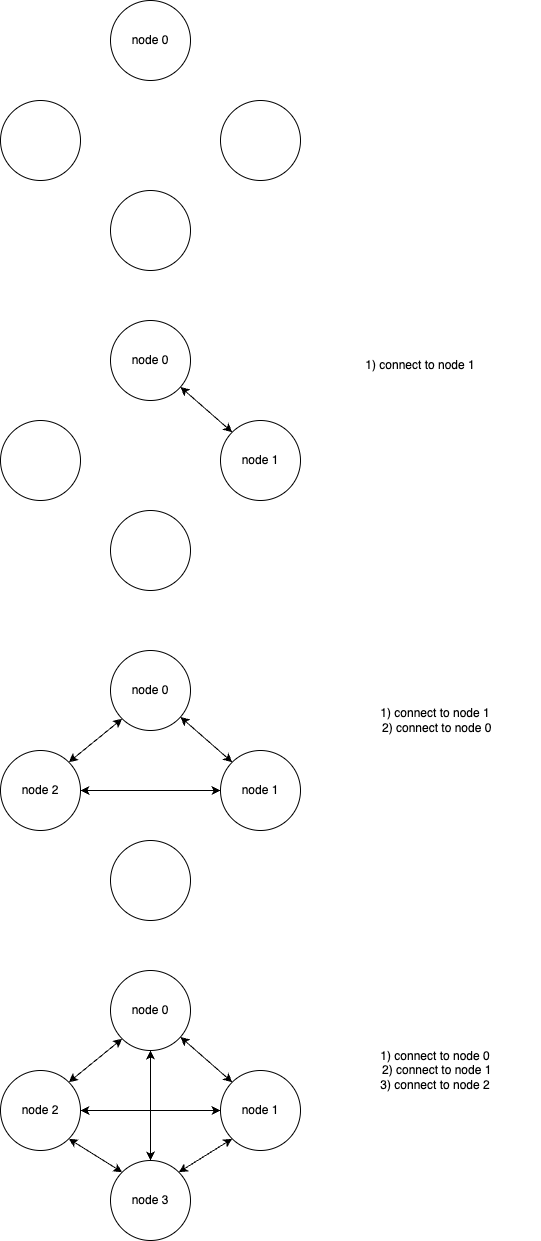 node 0
node 0
1) connect to node 1
node 1
node 0
1) connect to node 1
2) connect to node 0
node 2
node 1
node 0
1) connect to node 0
2) connect to node 1
3) connect to node 2
node 2
node 1
node 3